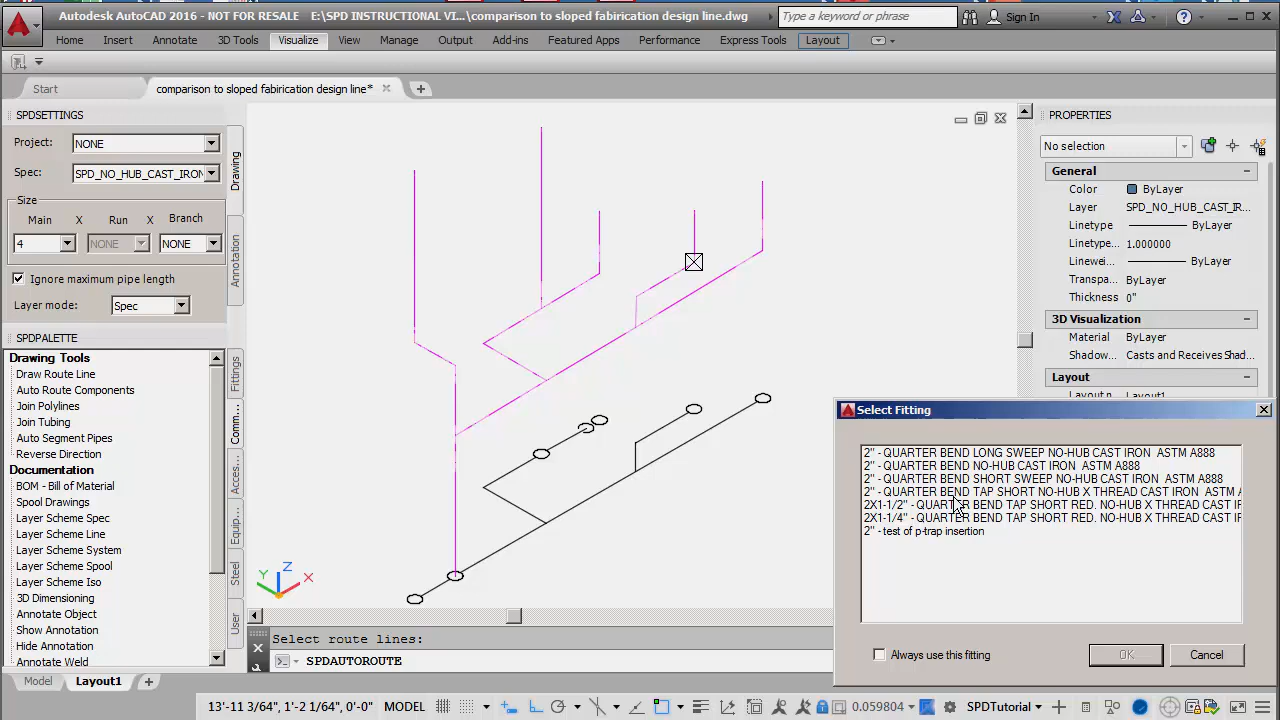 Autodesk AutoCAD 2016 - NOT FOR RESALE E:\SPD INSTRUCTIONAL VI...\comparison to sloped fabirication design line.dwg
Type a keyword or phrase
Sign In
Home Insert Annotate 3D Tools Visualize View Manage Output Add-ins Featured Apps Performance Express Tools Layout
Start
comparison to sloped fabirication design line*
SPDSETTINGS
Project: NONE
Spec: SPD_NO_HUB_CAST_IRON
Size
Main X Run X Branch
4 NONE NONE
Ignore maximum pipe length
Layer mode: Spec
SPDPALETTE
Drawing Tools
Draw Route Line
Auto Route Components
Join Polylines
Join Tubing
Auto Segment Pipes
Reverse Direction
Documentation
BOM - Bill of Material
Spool Drawings
Layer Scheme Spec
Layer Scheme Line
Layer Scheme System
Layer Scheme Spool
Layer Scheme Iso
3D Dimensioning
Annotate Object
Show Annotation
Hide Annotation
Annotate Weld
Drawing
Annotation
Fittings
Comm...
Acces...
Equip...
Steel
User
Z
Y
X
Select route lines:
SPDAUTOROUTE
PROPERTIES
No selection
General
Color ByLayer
Layer SPD_NO_HUB_CAST_IR...
Linetype ByLayer
Linetype... 1.000000
Linewei... ByLayer
Transpa... ByLayer
Thickness 0"
3D Visualization
Material ByLayer
Shadow... Casts and Receives Shad...
Layout
Layout n Layout1
Select Fitting
2" - QUARTER BEND LONG SWEEP NO-HUB CAST IRON ASTM A888
2" - QUARTER BEND NO-HUB CAST IRON ASTM A888
2" - QUARTER BEND SHORT SWEEP NO-HUB CAST IRON ASTM A888
2" - QUARTER BEND TAP SHORT NO-HUB X THREAD CAST IRON ASTM A
2X1-1/2" - QUARTER BEND TAP SHORT RED. NO-HUB X THREAD CAST IF
2X1-1/4" - QUARTER BEND TAP SHORT RED. NO-HUB X THREAD CAST IF
2" - test of p-trap insertion
Always use this fitting
OK
Cancel
Model Layout1
13'-11 3/64", 1'-2 1/64", 0'-0" MODEL 0.059804 SPDTutorial